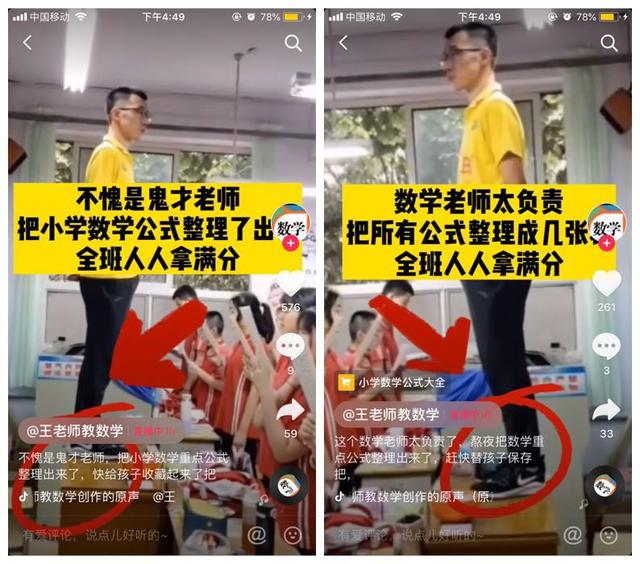 中国移动
下午4:49
78%
不愧是鬼才老师
把小学数学公式整理了出
全班人人拿满分
数学
576
9
59
@王老师教数学
直播中
不愧是鬼才老师，把小学数学重点公式
整理出来了，快给孩子收藏起来了把
师教数学创作的原声 @王
数学
有爱评论，说点儿好听的~
中国移动
下午4:49
78%
数学老师太负责
把所有公式整理成几张
全班人人拿满分
数学
261
3
33
小学数学公式大全
@王老师教数学
直播中
这个数学老师太负责了、熬夜把数学重
点公式整理出来了，赶快替孩子保存
把，
师教数学创作的原声（原
数学
有爱评论，说点儿好听的~